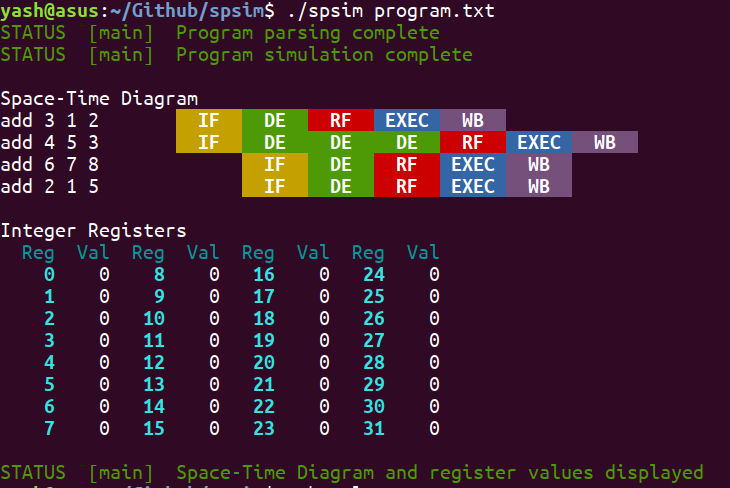 yash@asus:~/Github/spsim$ ./spsim program.txt
STATUS [main] Program parsing complete
STATUS [main] Program simulation complete
Space-Time Diagram
add 3 1 2 IF DE RF EXEC WB
add 4 5 3 IF DE DE DE RF EXEC WB
add 6 7 8 IF DE RF EXEC WB
add 2 1 5 IF DE RF EXEC WB
Integer Registers
Reg Val Reg Val Reg Val Reg Val
0 0 8 0 16 0 24 0
1 0 9 0 17 0 25 0
2 0 10 0 18 0 26 0
3 0 11 0 19 0 27 0
4 0 12 0 20 0 28 0
5 0 13 0 21 0 29 0
6 0 14 0 22 0 30 0
7 0 15 0 23 0 31 0
STATUS [main] Space-Time Diagram and register values displayed